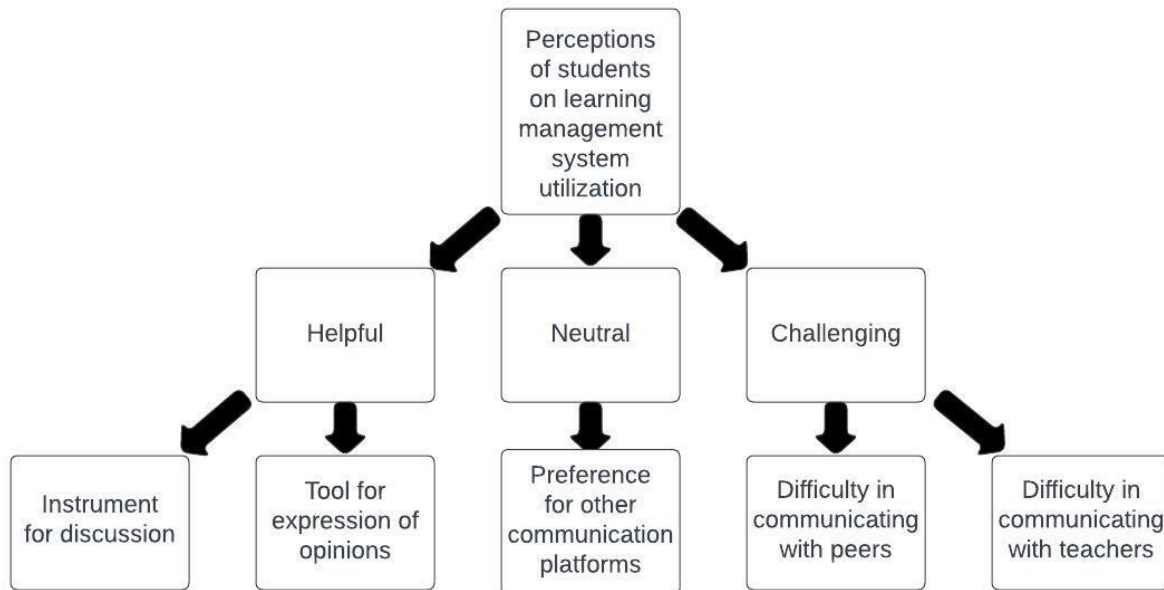 Perceptions
of students
on learning
management
system
utilization
Helpful
Neutral
Challenging
Instrument
for discussion
Tool for
expression of
opinions
Preference
for other
communication
platforms
Difficulty in
communicating
with peers
Difficulty in
communicating
with teachers